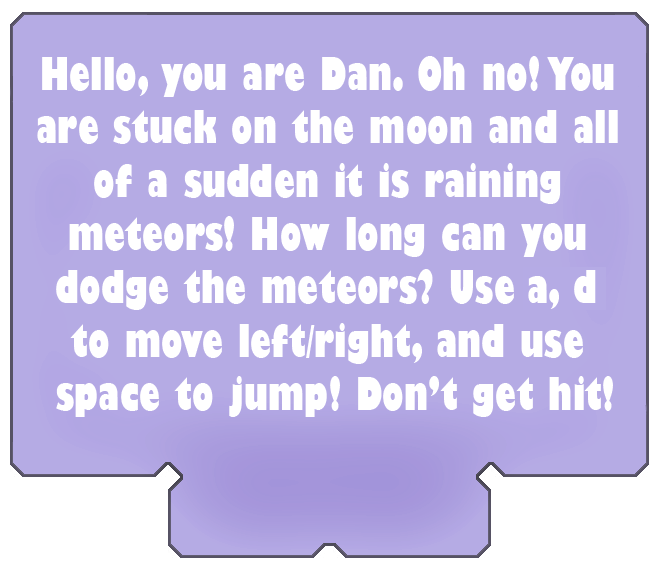 Hello, you are Dan. Oh no! You
are stuck on the moon and all
of a sudden it is raining
meteors! How long can you
dodge the meteors? Use a, d
to move left/right, and use
space to jump! Don't get hit!